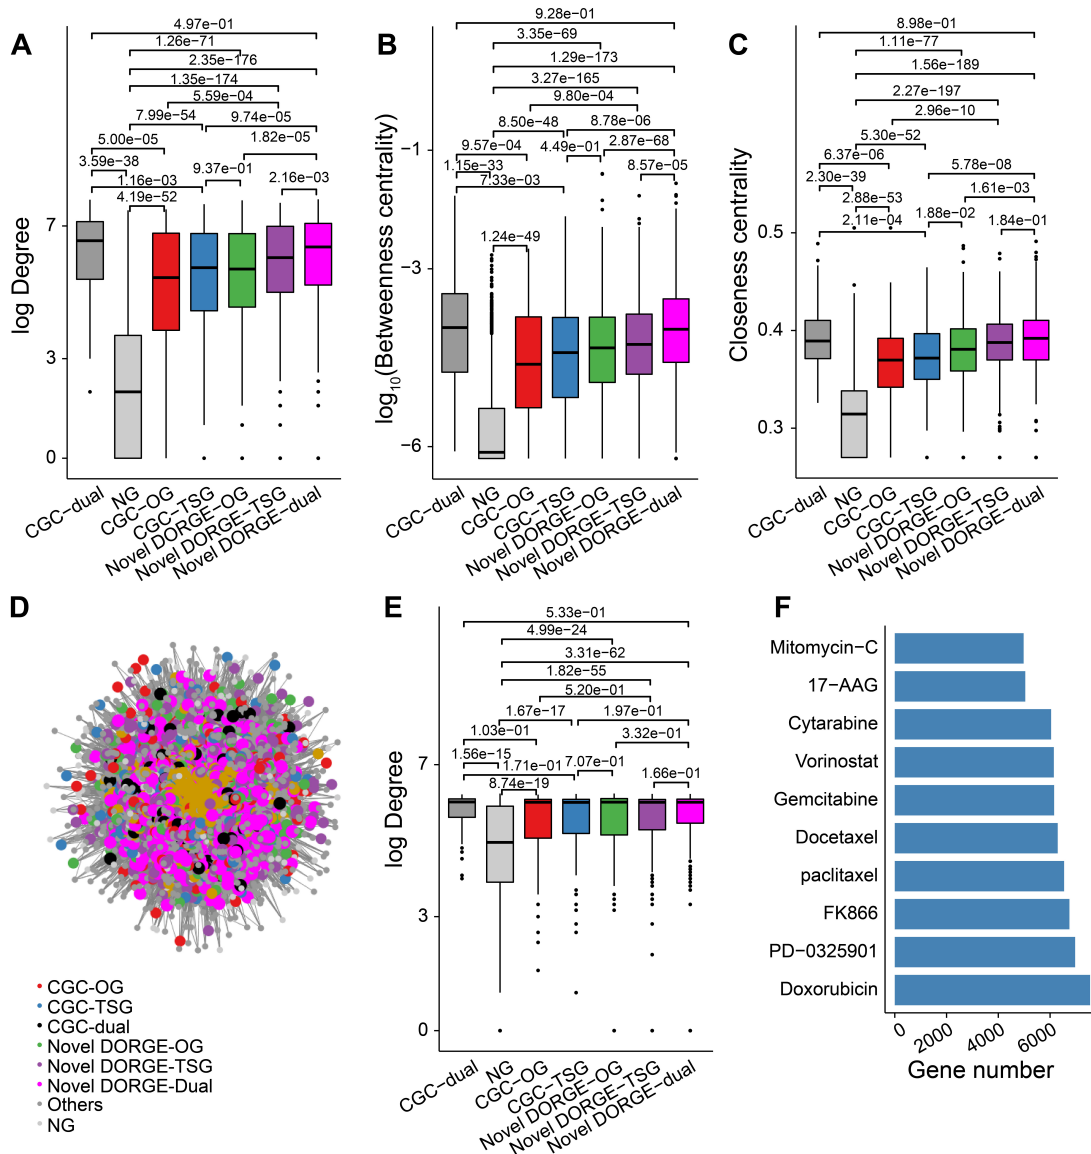 A
4.97e−01
1.26e−71
2.35e−176
1.35e−174
5.59e−04
7.99e−54
9.74e−05
5.00e−05
1.82e−05
3.59e−38
9.37e−01
1.16e−03
2.16e−03
4.19e−52
log Degree
7
3
0
CGC−dual
NG
CGC−OG
CGC−TSG
Novel DORGE−OG
Novel DORGE−TSG
Novel DORGE−dual
B
9.28e−01
3.35e−69
1.29e−173
3.27e−165
9.80e−04
8.50e−48
8.78e−06
9.57e−04
4.49e−01
2.87e−68
1.15e−33
7.33e−03
8.57e−05
1.24e−49
log10(Betweenness centrality)
−1
−3
−6
CGC−dual
NG
CGC−OG
CGC−TSG
Novel DORGE−OG
Novel DORGE−TSG
Novel DORGE−dual
C
8.98e−01
1.11e−77
1.56e−189
2.27e−197
2.96e−10
5.30e−52
6.37e−06
5.78e−08
2.30e−39
1.61e−03
2.88e−53
2.11e−04
1.88e−02
1.84e−01
Closeness centrality
0.5
0.4
0.3
CGC−dual
NG
CGC−OG
CGC−TSG
Novel DORGE−OG
Novel DORGE−TSG
Novel DORGE−dual
D
CGC-OG
CGC-TSG
CGC-dual
Novel DORGE-OG
Novel DORGE-TSG
Novel DORGE-Dual
Others
NG
E
5.33e−01
4.99e−24
3.31e−62
1.82e−55
5.20e−01
1.67e−17
1.97e−01
1.03e−01
3.32e−01
1.56e−15
1.71e−01
7.07e−01
1.66e−01
8.74e−19
log Degree
7
3
0
CGC−dual
NG
CGC−OG
CGC−TSG
Novel DORGE−OG
Novel DORGE−TSG
Novel DORGE−dual
F
Mitomycin−C
17−AAG
Cytarabine
Vorinostat
Gemcitabine
Docetaxel
paclitaxel
FK866
PD−0325901
Doxorubicin
0
2000
4000
6000
Gene number